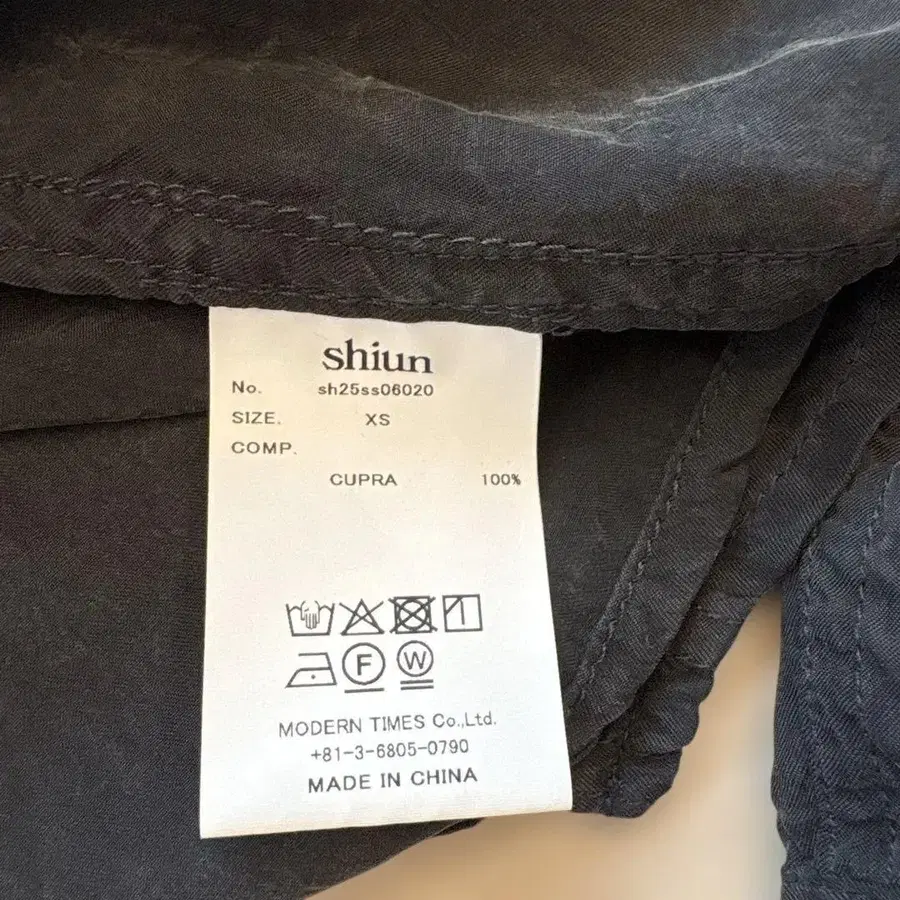 shiun
No. sh25ss06020
SIZE. XS
COMP.
CUPRA 100%
F W
MODERN TIMES Co.,Ltd.
+81-3-6805-0790
MADE IN CHINA